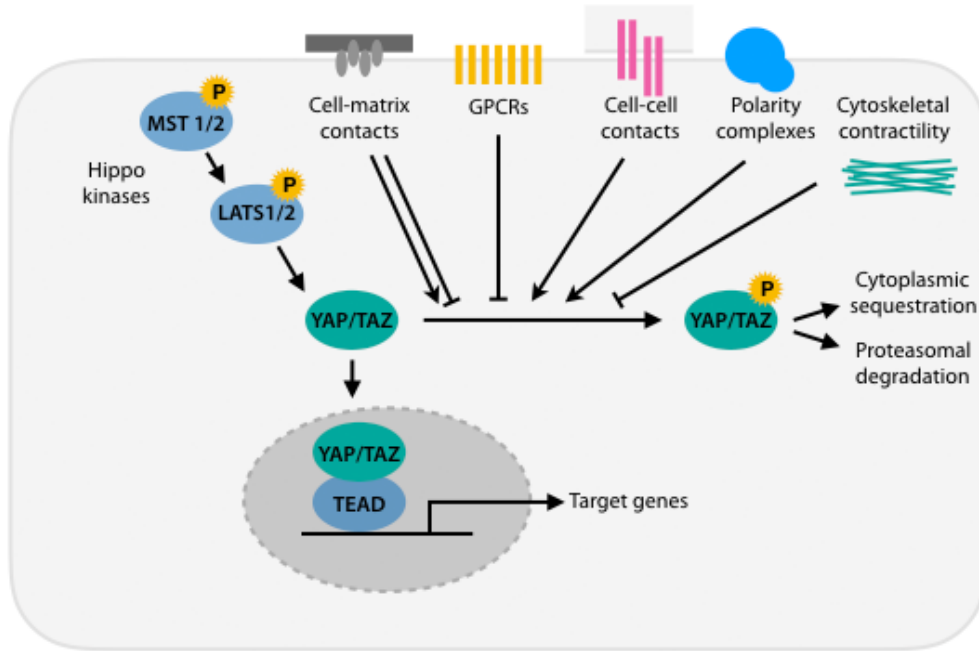 P
MST 1/2
Hippo
kinases
P
LATS1/2
Cell-matrix
contacts
GPCRs
Cell-cell
contacts
Polarity
complexes
Cytoskeletal
contractility
YAP/TAZ
P
YAP/TAZ
Cytoplasmic
sequestration
Proteasomal
degradation
YAP/TAZ
TEAD
Target genes